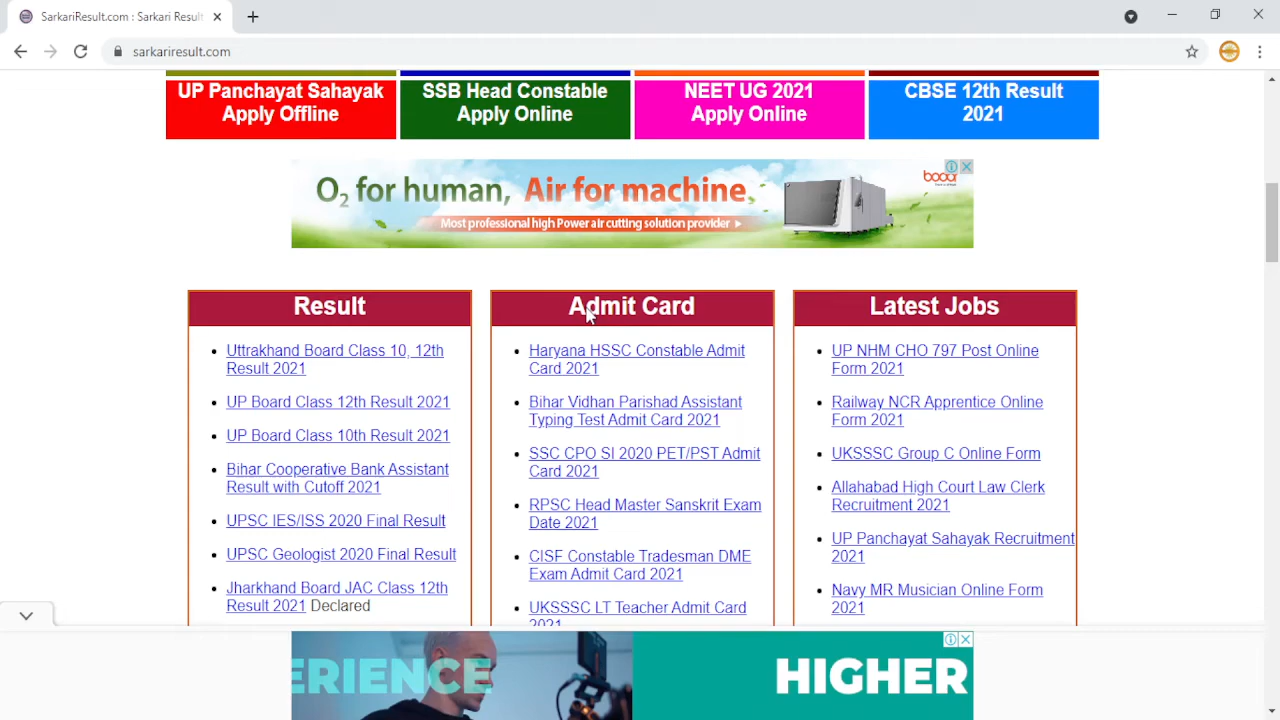 SarkariResult.com : Sarkari Result
sarkariresult.com
UP Panchayat Sahayak
Apply Offline
SSB Head Constable
Apply Online
NEET UG 2021
Apply Online
CBSE 12th Result
2021
O2 for human, Air for machine
Most professional high Power air cutting solution provider
Result
Uttrakhand Board Class 10, 12th
Result 2021
UP Board Class 12th Result 2021
UP Board Class 10th Result 2021
Bihar Cooperative Bank Assistant
Result with Cutoff 2021
UPSC IES/ISS 2020 Final Result
UPSC Geologist 2020 Final Result
Jharkhand Board JAC Class 12th
Result 2021 Declared
Admit Card
Haryana HSSC Constable Admit
Card 2021
Bihar Vidhan Parishad Assistant
Typing Test Admit Card 2021
SSC CPO SI 2020 PET/PST Admit
Card 2021
RPSC Head Master Sanskrit Exam
Date 2021
CISF Constable Tradesman DME
Exam Admit Card 2021
UKSSSC LT Teacher Admit Card
2021
Latest Jobs
UP NHM CHO 797 Post Online
Form 2021
Railway NCR Apprentice Online
Form 2021
UKSSSC Group C Online Form
Allahabad High Court Law Clerk
Recruitment 2021
UP Panchayat Sahayak Recruitment
2021
Navy MR Musician Online Form
2021
ERIENCE
HIGHER